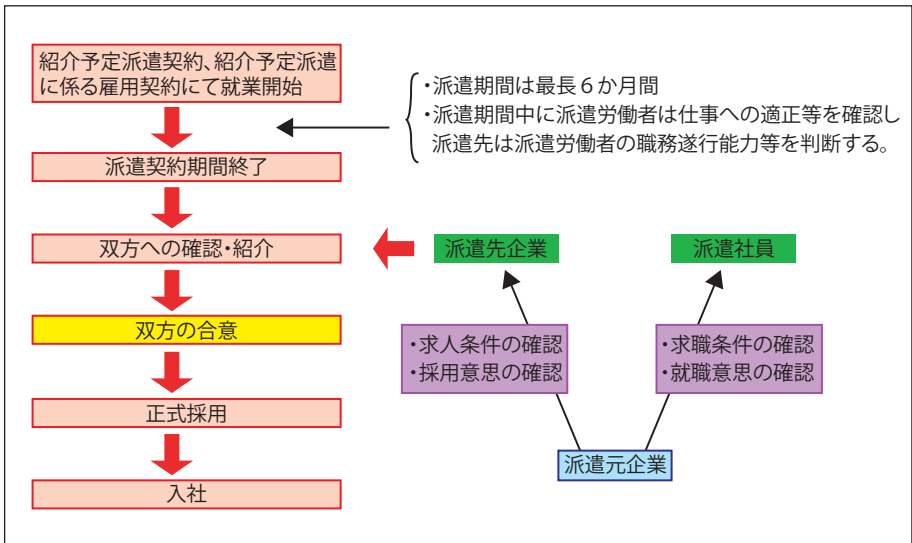 紹介予定派遣契約、紹介予定派遣
に係る雇用契約にて就業開始
・派遣期間は最長6か月間
・派遣期間中に派遣労働者は仕事への適正等を確認し
派遣先は派遣労働者の職務遂行能力等を判断する。
派遣契約期間終了
双方への確認・紹介
派遣先企業
派遣社員
双方の合意
・求人条件の確認
・採用意思の確認
・求職条件の確認
・就職意思の確認
正式採用
派遣元企業
入社